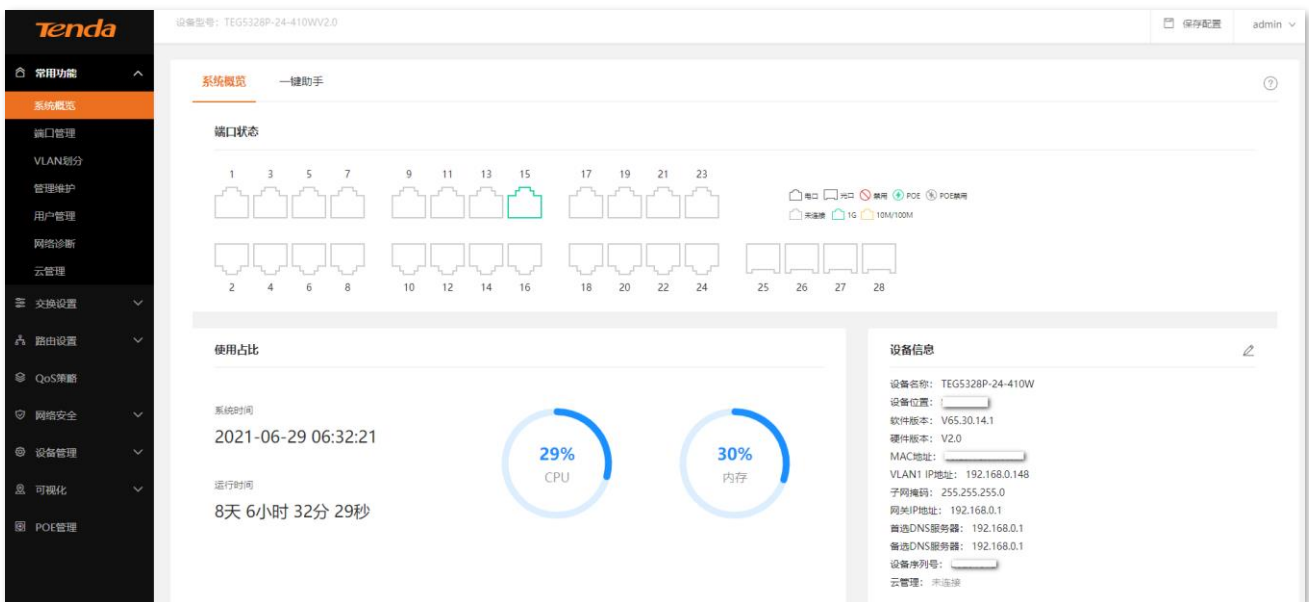 Tenda
设备型号：TEG5328P-24-410WV2.0
保存配置
admin
常用功能
系统概览
端口管理
VLAN划分
管理维护
用户管理
网络诊断
云管理
交换设置
路由设置
QoS策略
网络安全
设备管理
可视化
POE管理
系统概览 一键助手
端口状态
1 3 5 7 9 11 13 15 17 19 21 23
电口 光口 禁用 POE POE禁用
未连接 1G 10M/100M
2 4 6 8 10 12 14 16 18 20 22 24 25 26 27 28
使用占比
系统时间
2021-06-29 06:32:21
运行时间
8天 6小时 32分 29秒
29%
CPU
30%
内存
设备信息
设备名称： TEG5328P-24-410W
设备位置：
软件版本： V65.30.14.1
硬件版本： V2.0
MAC地址：
VLAN1 IP地址： 192.168.0.148
子网掩码： 255.255.255.0
网关IP地址： 192.168.0.1
首选DNS服务器： 192.168.0.1
备选DNS服务器： 192.168.0.1
设备序列号：
云管理： 未连接